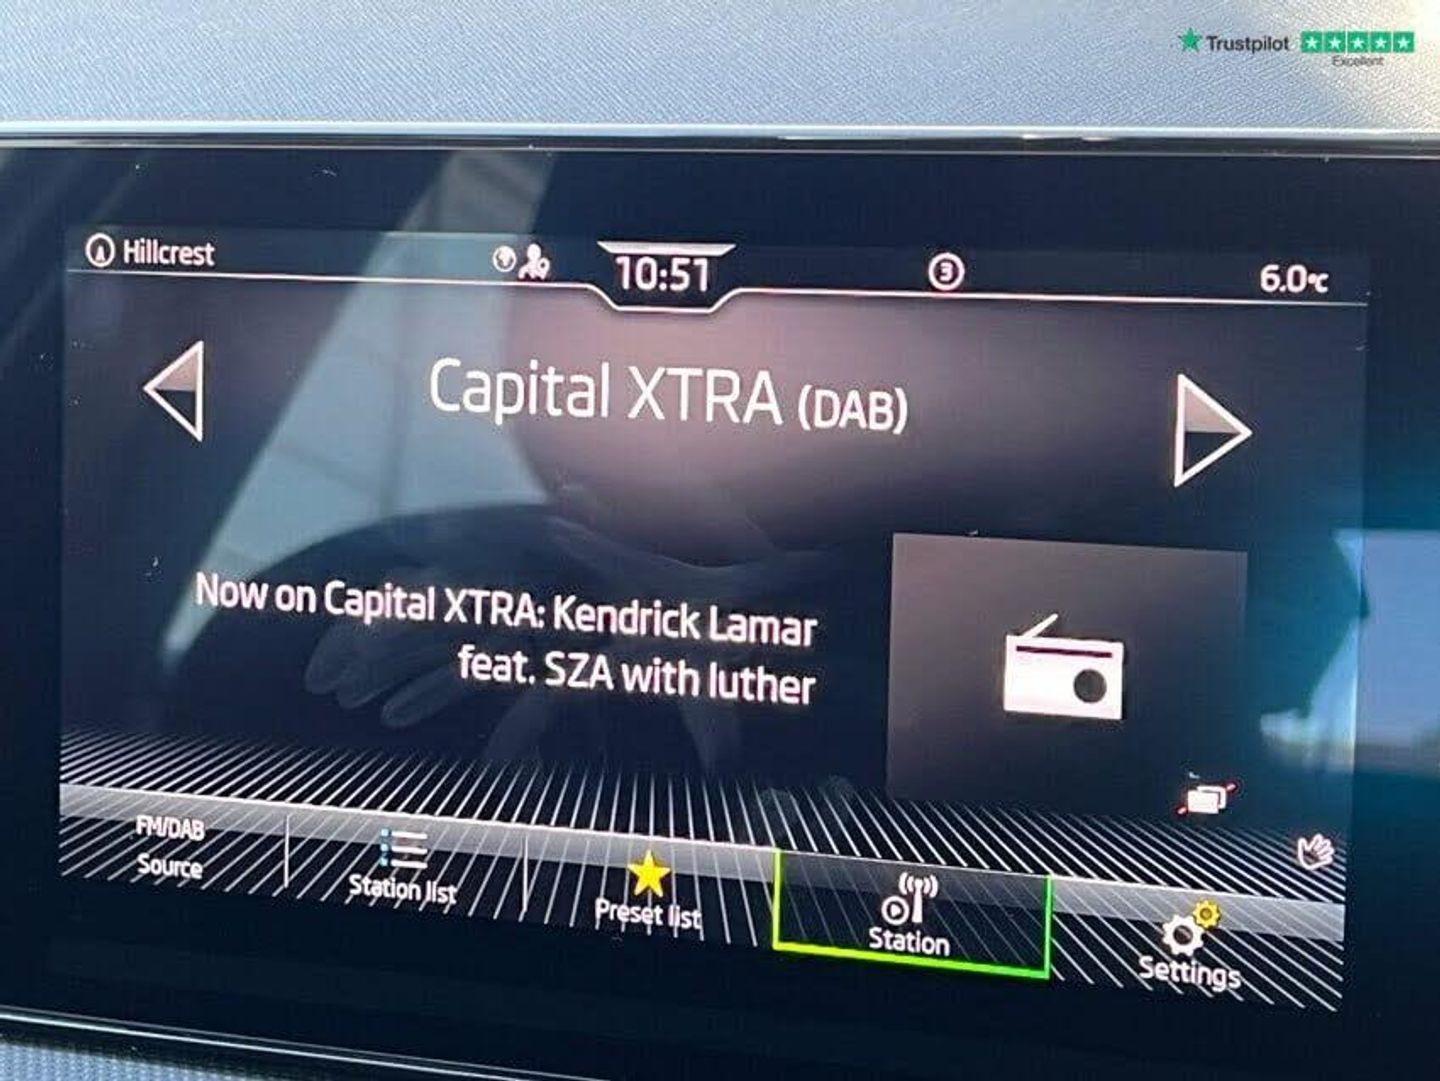 Trustpilot
Excellent
Hillcrest
10:51
3
6.0°C
Capital XTRA (DAB)
Now on Capital XTRA: Kendrick Lamar
feat. SZA with luther
FM/DAB
Source
Station list
Preset list
Station
Settings